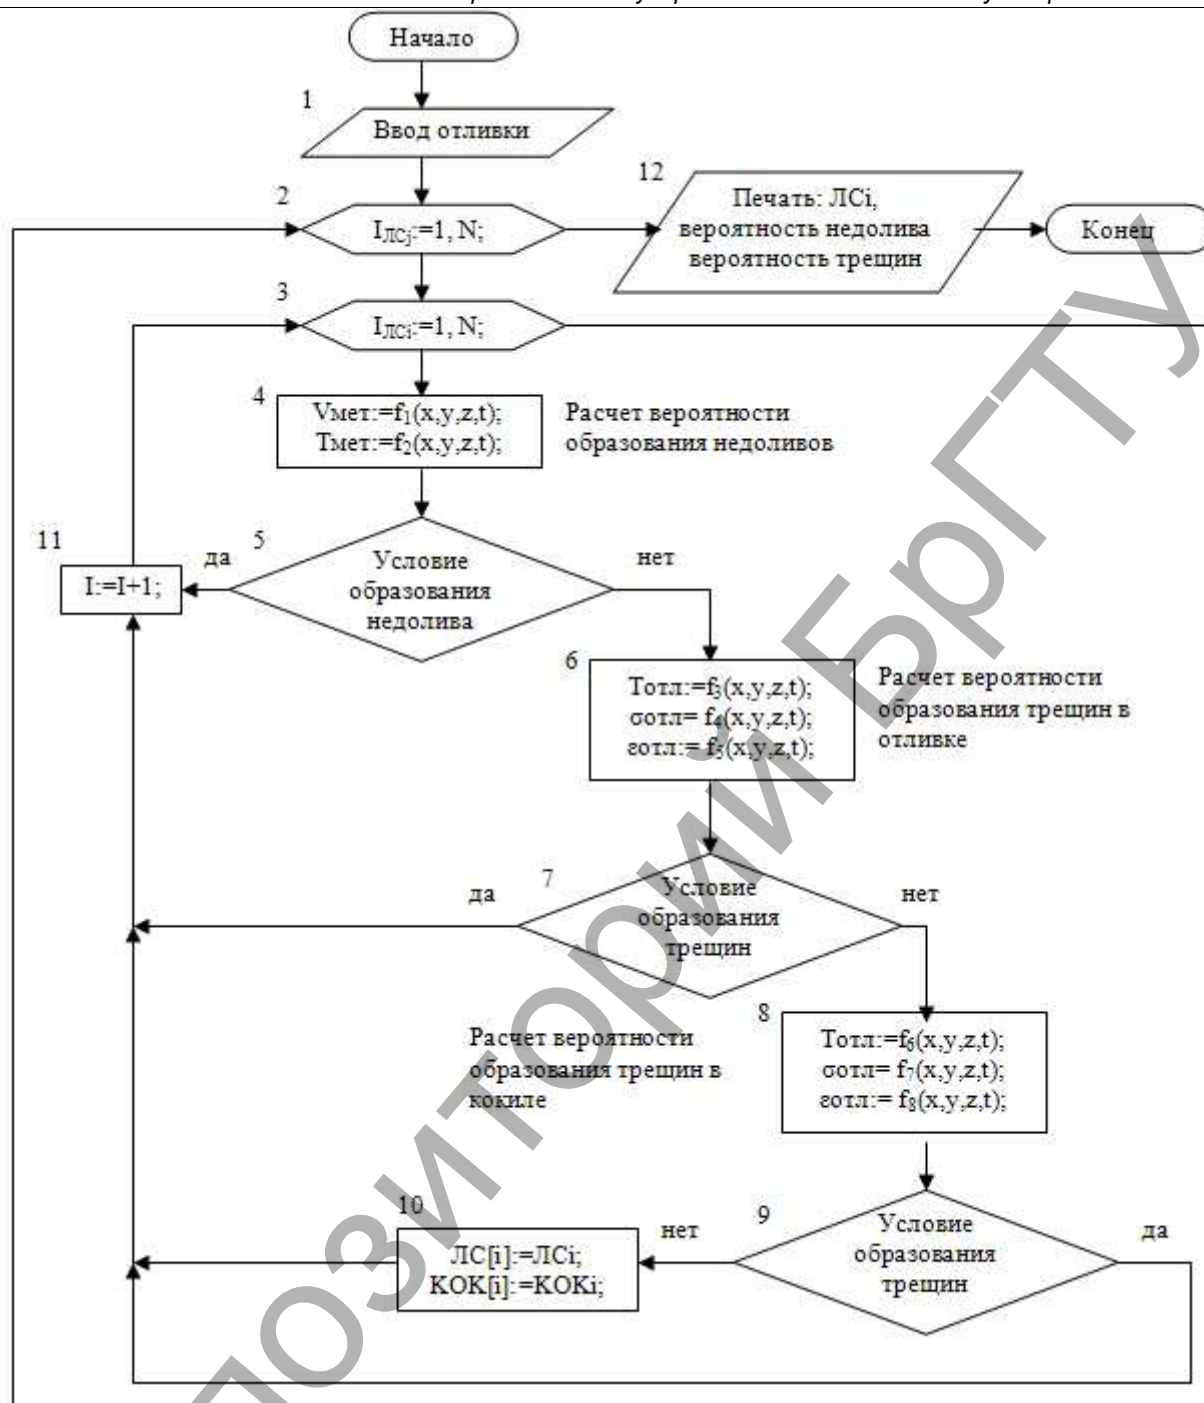 Начало
1
Ввод отливки
2
IЛСj:=1, N;
12
Печать: ЛСi,
вероятность недолива
вероятность трещин
Конец
3
IЛСi:=1, N;
4
Vмет:=f1(x,y,z,t);
Tмет:=f2(x,y,z,t);
Расчет вероятности
образования недоливов
5
Условие
образования
недолива
да
нет
11
I:=I+1;
6
Tотл:=f3(x,y,z,t);
σотл= f4(x,y,z,t);
εотл:= f5(x,y,z,t);
Расчет вероятности
образования трещин в
отливке
7
Условие
образования
трещин
да
нет
8
Tотл:=f6(x,y,z,t);
σотл= f7(x,y,z,t);
εотл:= f8(x,y,z,t);
Расчет вероятности
образования трещин в
кокиле
9
Условие
образования
трещин
нет
да
10
ЛС[i]:=ЛСi;
КОК[i]:=КОКi;
позиторий БрГТУ